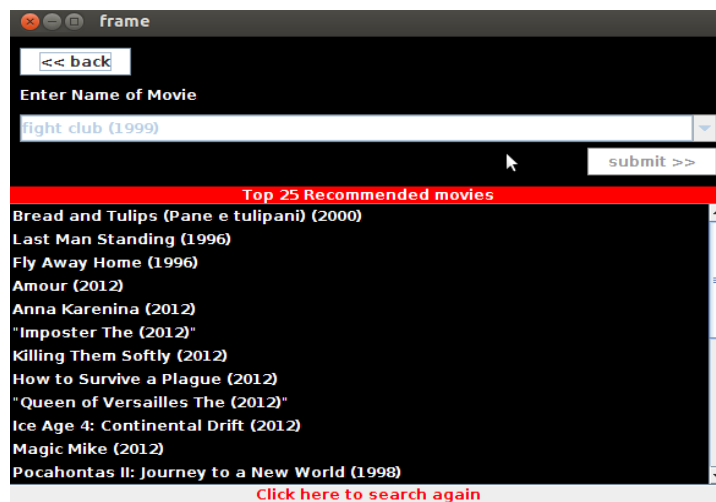 frame
<< back
Enter Name of Movie
fight club (1999)
submit >>
Top 25 Recommended movies
Bread and Tulips (Pane e tulipani) (2000)
Last Man Standing (1996)
Fly Away Home (1996)
Amour (2012)
Anna Karenina (2012)
"Imposter The (2012)"
Killing Them Softly (2012)
How to Survive a Plague (2012)
"Queen of Versailles The (2012)"
Ice Age 4: Continental Drift (2012)
Magic Mike (2012)
Pocahontas II: Journey to a New World (1998)
Click here to search again